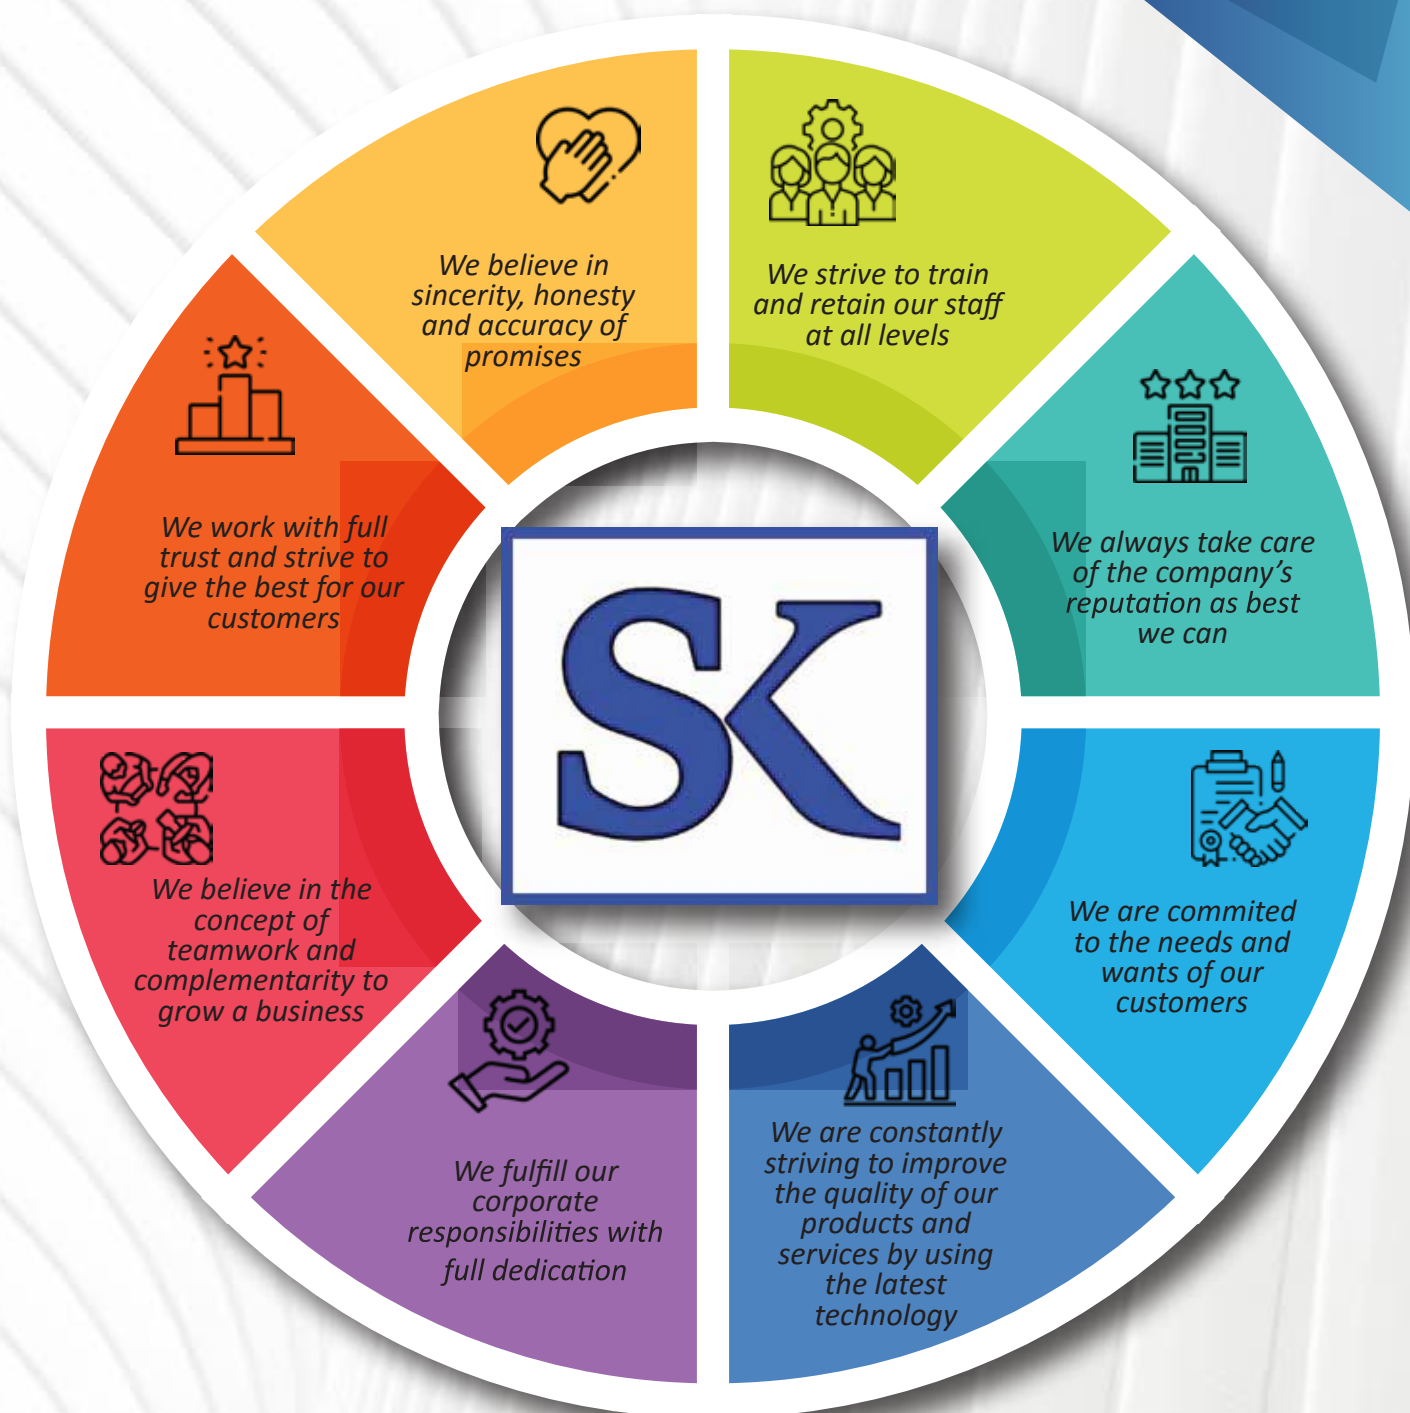 We believe in
sincerity, honesty
and accuracy of
promises
We strive to train
and retain our staff
at all levels
We always take care
of the company’s
reputation as best
we can
We are commited
to the needs and
wants of our
customers
We are constantly
striving to improve
the quality of our
products and
services by using
the latest
technology
We fulfill our
corporate
responsibilities with
full dedication
We believe in the
concept of
teamwork and
complementarity to
grow a business
We work with full
trust and strive to
give the best for our
customers
SK